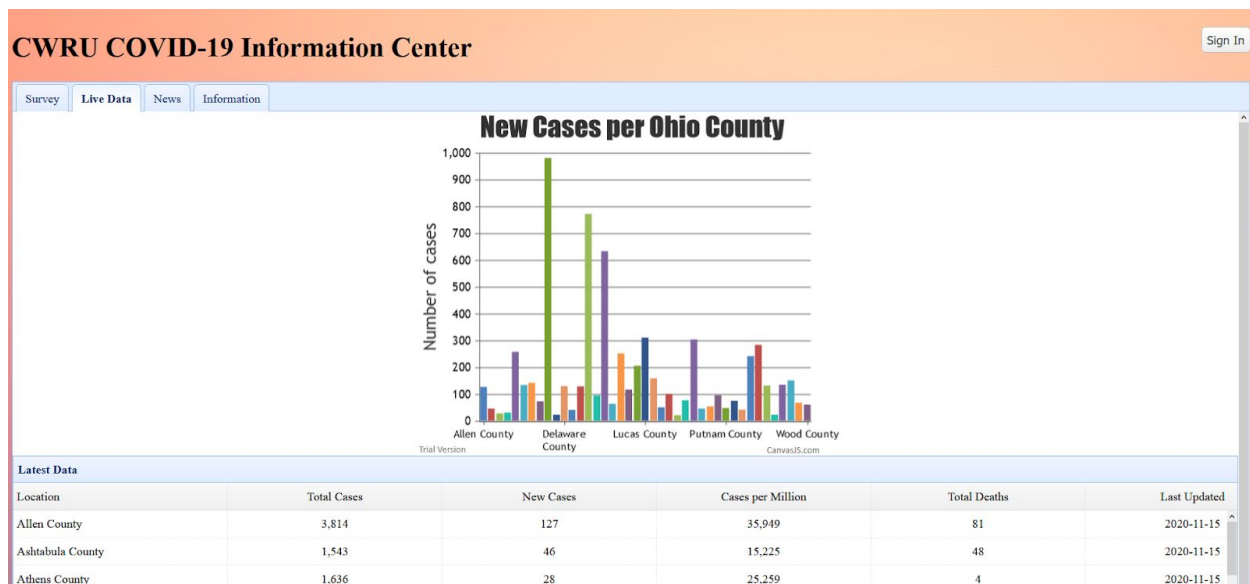 CWRU COVID-19 Information Center
Sign In
Survey Live Data News Information
New Cases per Ohio County
Number of cases
1,000
900
800
700
600
500
400
300
200
100
0
Allen County Delaware County Lucas County Putnam County Wood County
Trial Version CanvasJS.com
Latest Data
Location Total Cases New Cases Cases per Million Total Deaths Last Updated
Allen County 3,814 127 35,949 81 2020-11-15
Ashtabula County 1,543 46 15,225 48 2020-11-15
Athens County 1,636 28 25,259 4 2020-11-15